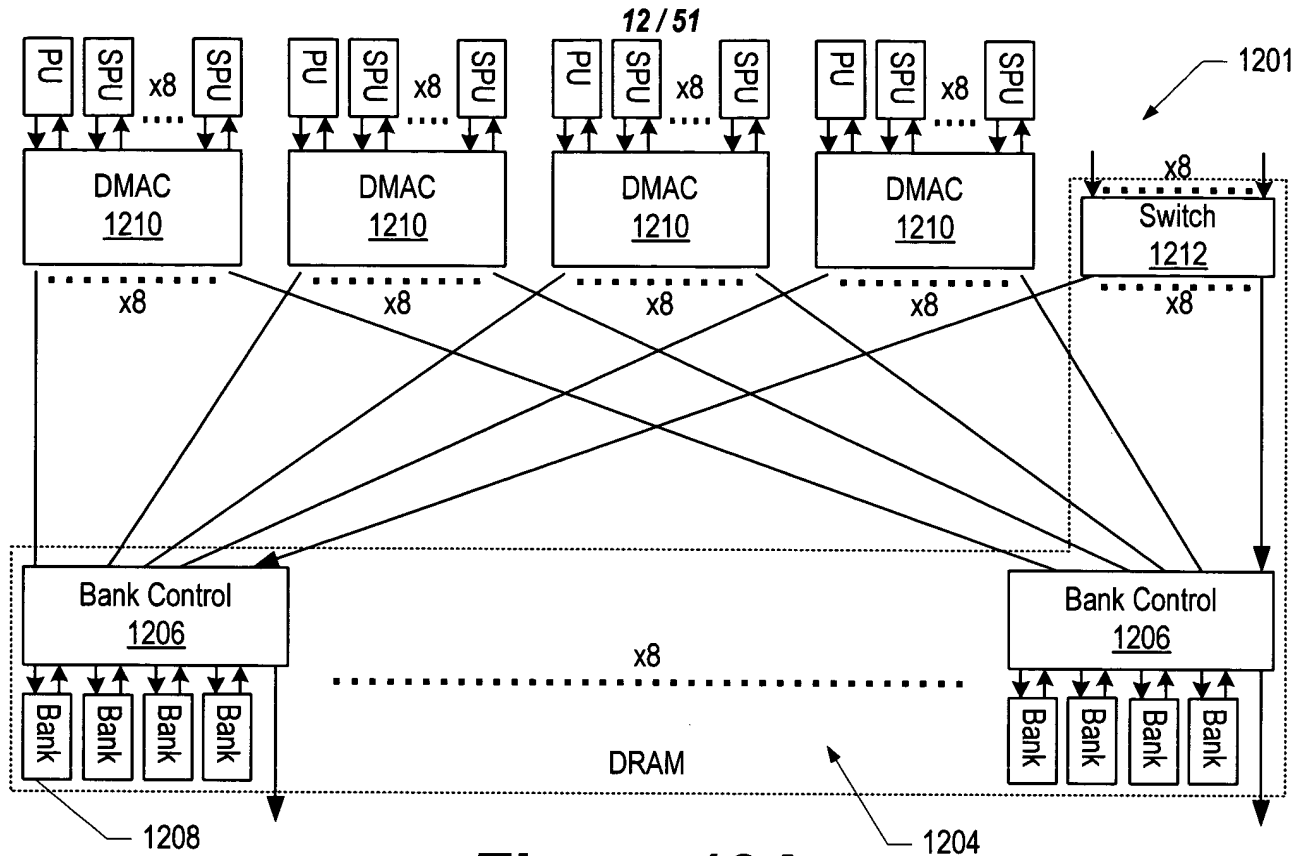 12 / 51
PU SPU x8 SPU
PU SPU x8 SPU
PU SPU x8 SPU
PU SPU x8 SPU
1201
DMAC
1210
DMAC
1210
DMAC
1210
DMAC
1210
x8
Switch
1212
x8
x8
x8
x8
x8
Bank Control
1206
Bank Control
1206
x8
Bank Bank Bank Bank
Bank Bank Bank Bank
DRAM
1208
1204